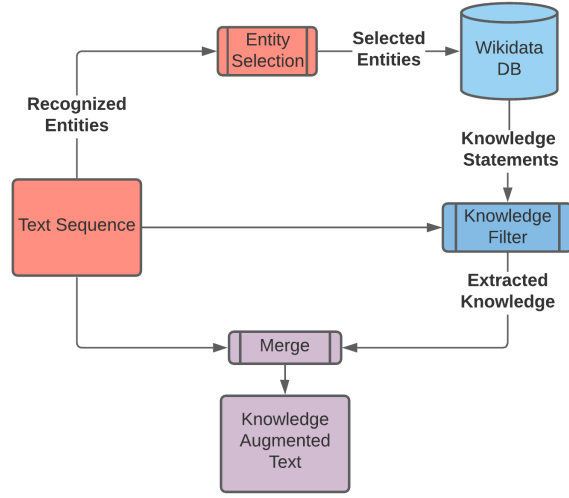 Entity
Selection
Selected
Entities
Wikidata
DB
Recognized
Entities
Knowledge
Statements
Text Sequence
Knowledge
Filter
Extracted
Knowledge
Merge
Knowledge
Augmented
Text